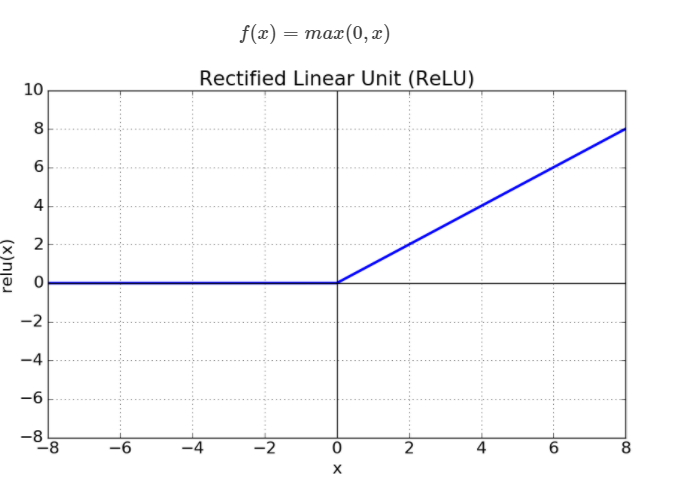 f(x) = max(0, x)
Rectified Linear Unit (ReLU)
10
8
6
4
2
0
−2
−4
−6
−8
relu(x)
−8 −6 −4 −2 0 2 4 6 8
x